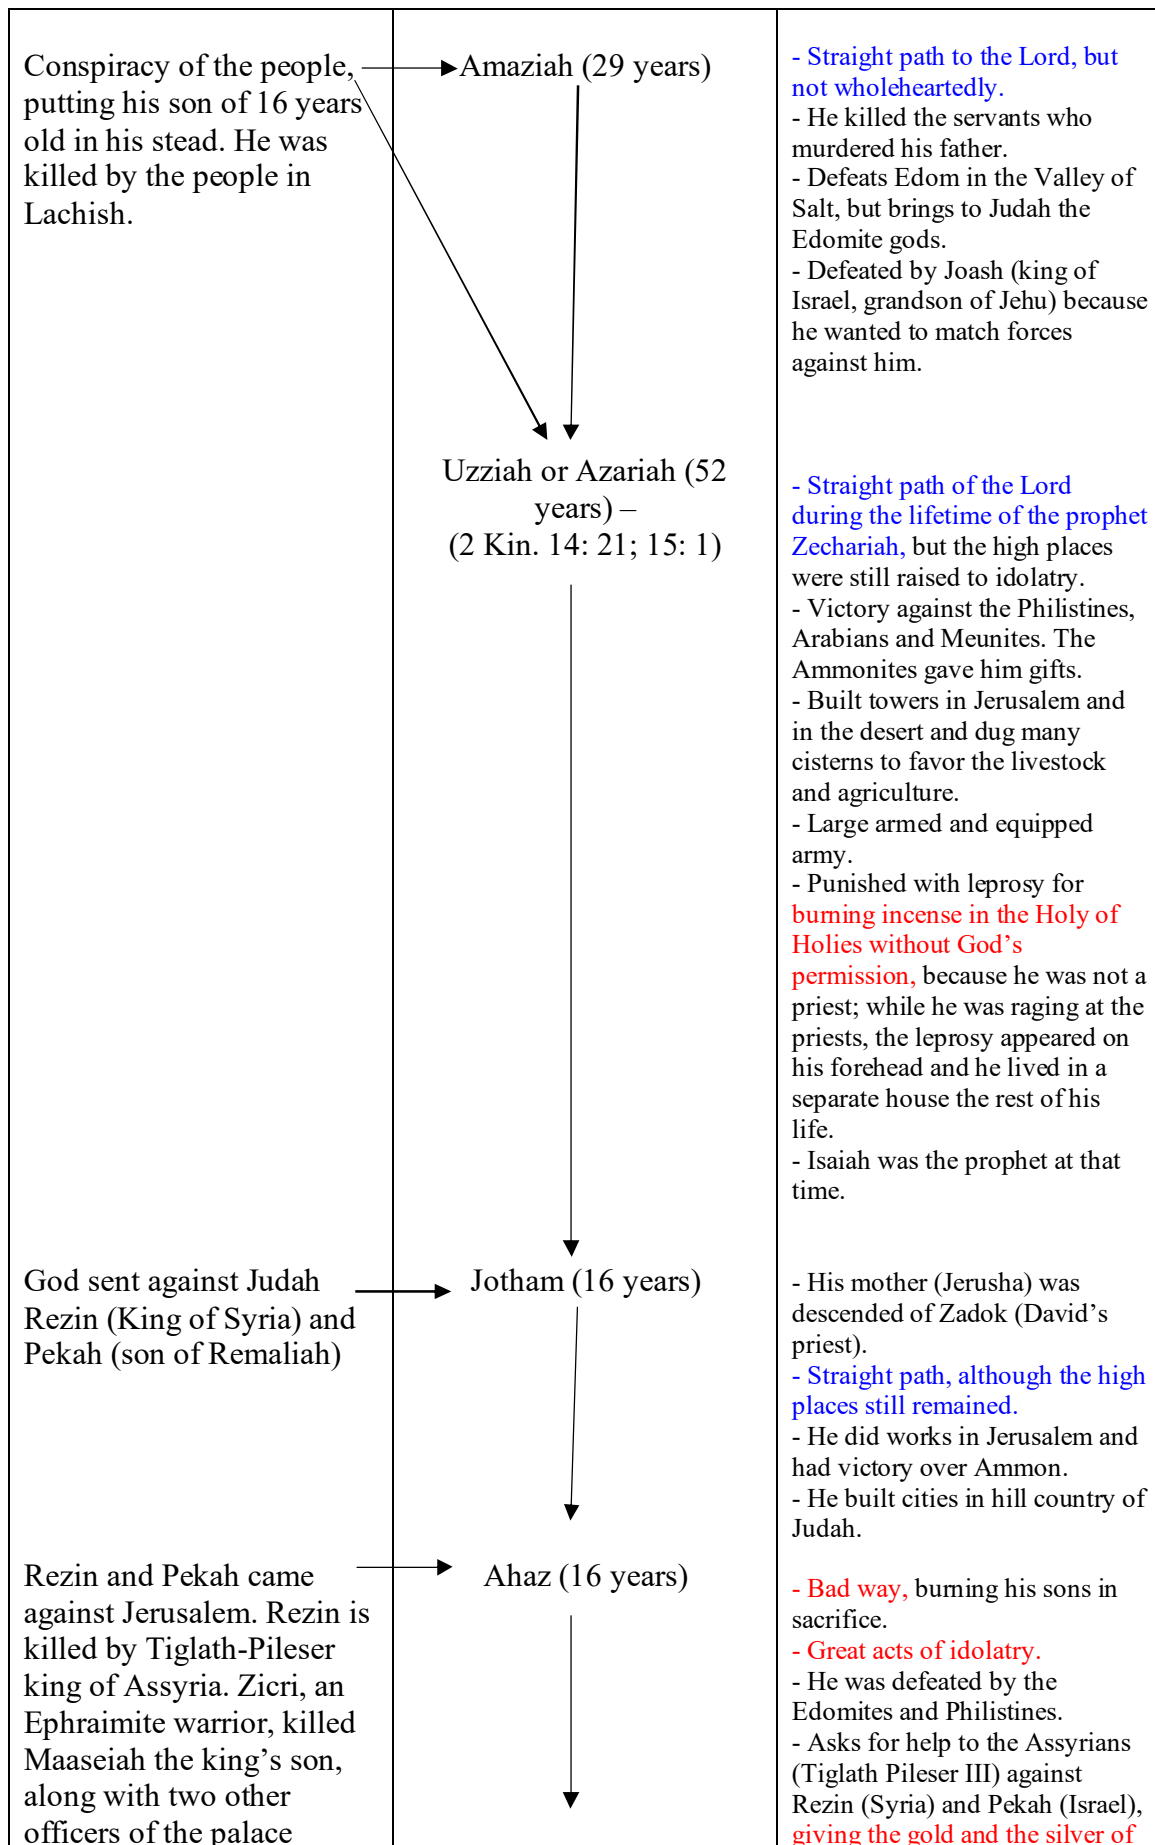 Conspiracy of the people,
putting his son of 16 years
old in his stead. He was
killed by the people in
Lachish.
Amaziah (29 years)
- Straight path to the Lord, but
not wholeheartedly.
- He killed the servants who
murdered his father.
- Defeats Edom in the Valley of
Salt, but brings to Judah the
Edomite gods.
- Defeated by Joash (king of
Israel, grandson of Jehu) because
he wanted to match forces
against him.
Uzziah or Azariah (52
years) –
(2 Kin. 14: 21; 15: 1)
- Straight path of the Lord
during the lifetime of the prophet
Zechariah, but the high places
were still raised to idolatry.
- Victory against the Philistines,
Arabians and Meunites. The
Ammonites gave him gifts.
- Built towers in Jerusalem and
in the desert and dug many
cisterns to favor the livestock
and agriculture.
- Large armed and equipped
army.
- Punished with leprosy for
burning incense in the Holy of
Holies without God’s
permission, because he was not a
priest; while he was raging at the
priests, the leprosy appeared on
his forehead and he lived in a
separate house the rest of his
life.
- Isaiah was the prophet at that
time.
God sent against Judah
Rezin (King of Syria) and
Pekah (son of Remaliah)
Jotham (16 years)
- His mother (Jerusha) was
descended of Zadok (David’s
priest).
- Straight path, although the high
places still remained.
- He did works in Jerusalem and
had victory over Ammon.
- He built cities in hill country of
Judah.
Rezin and Pekah came
against Jerusalem. Rezin is
killed by Tiglath-Pileser
king of Assyria. Zicri, an
Ephraimite warrior, killed
Maaseiah the king’s son,
along with two other
officers of the palace
Ahaz (16 years)
- Bad way, burning his sons in
sacrifice.
- Great acts of idolatry.
- He was defeated by the
Edomites and Philistines.
- Asks for help to the Assyrians
(Tiglath Pileser III) against
Rezin (Syria) and Pekah (Israel),
giving the gold and the silver of